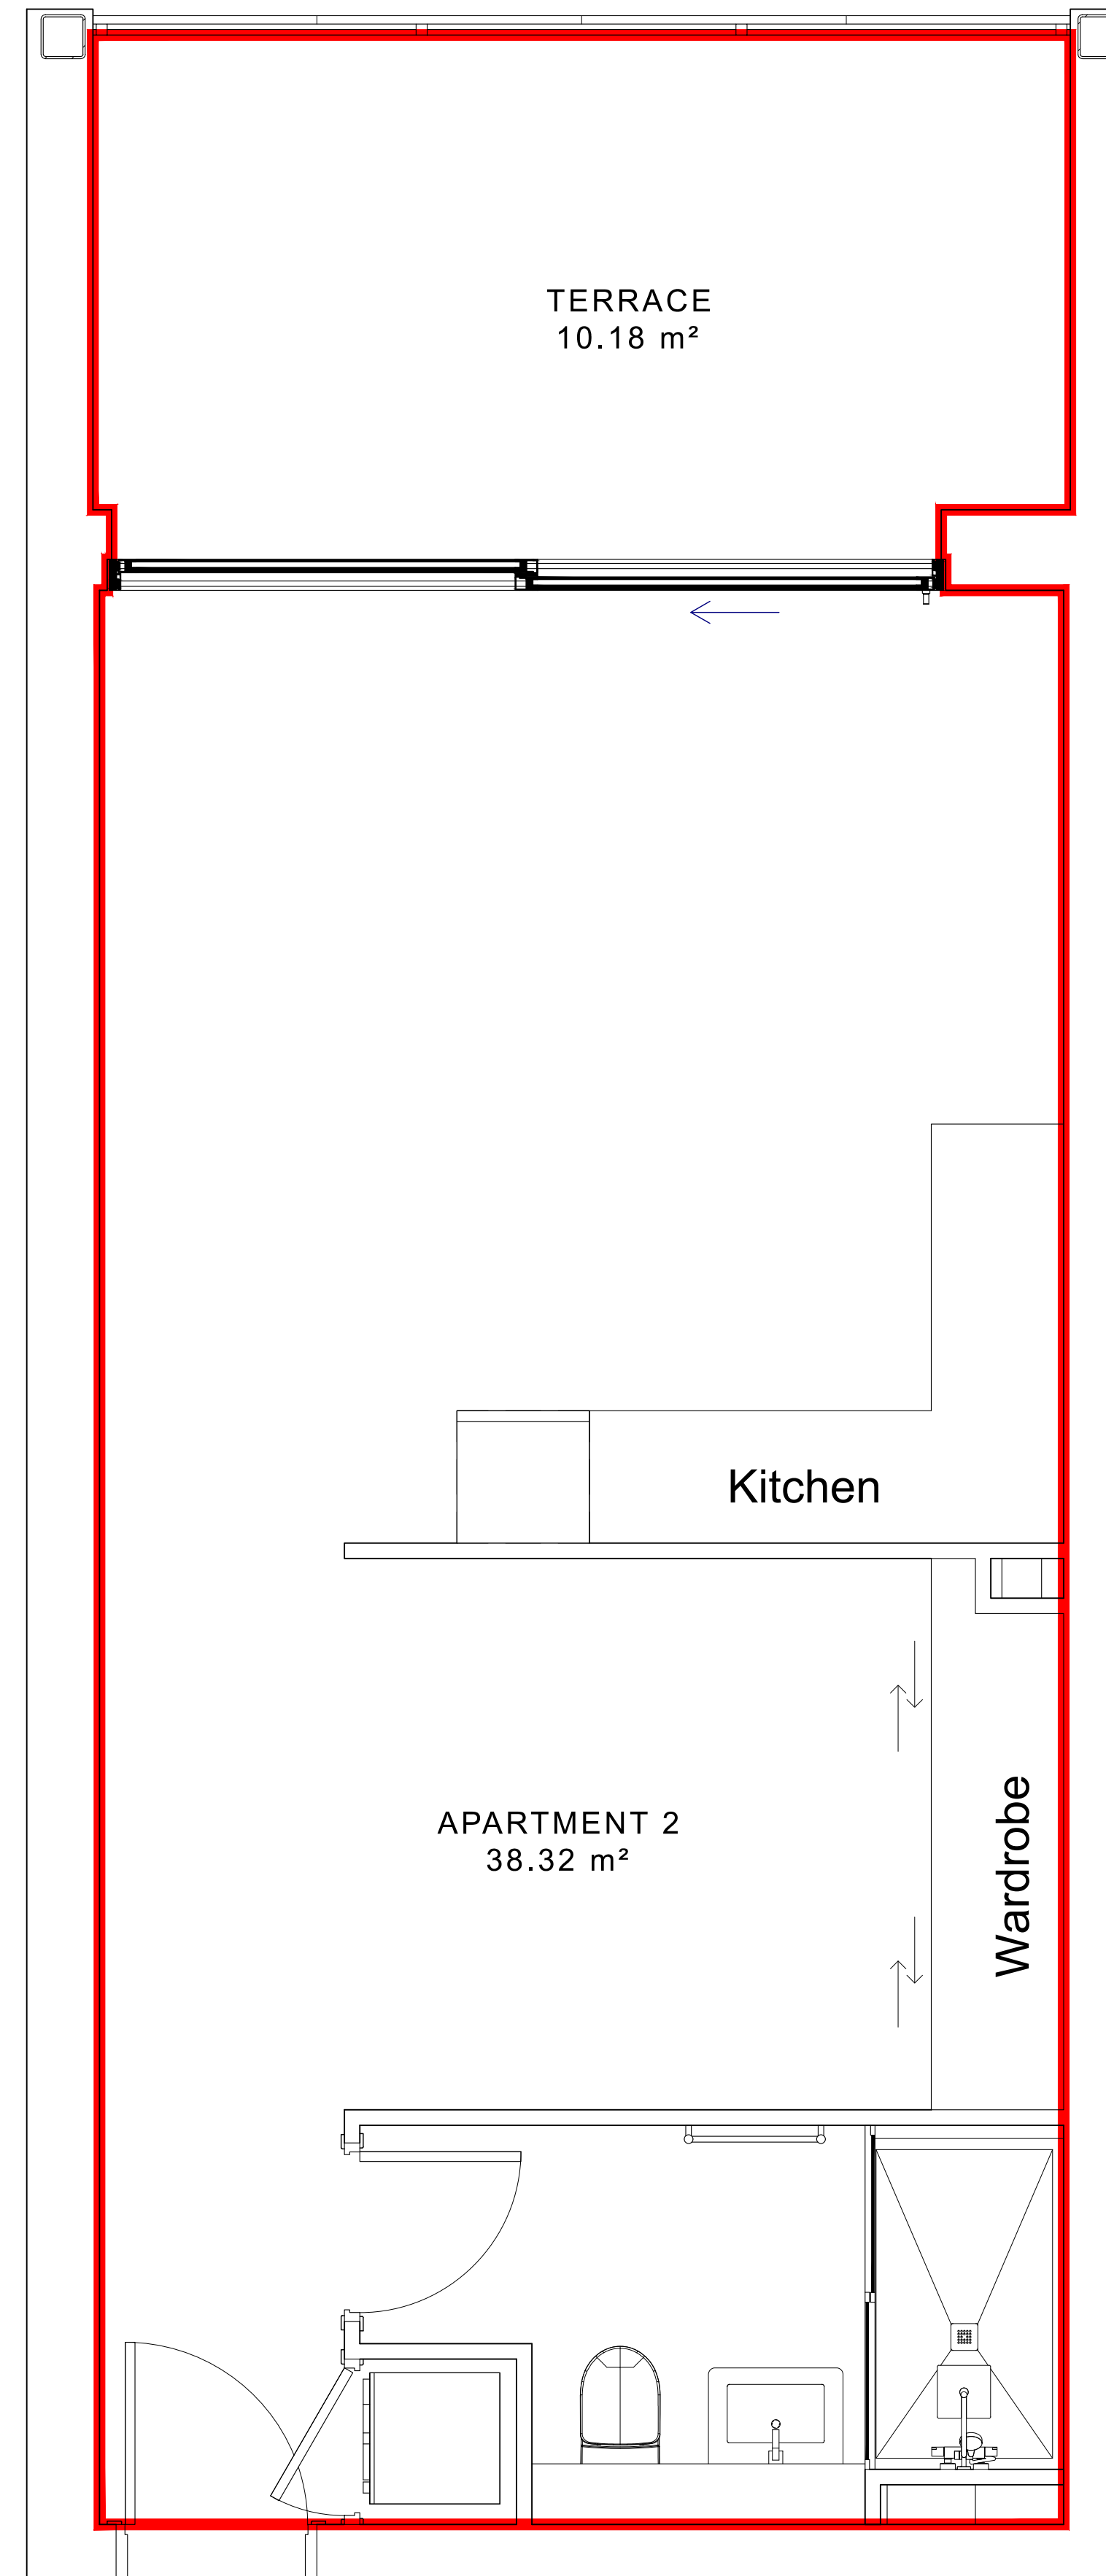 TERRACE
10.18 m²
Kitchen
APARTMENT 2
38.32 m²
Wardrobe